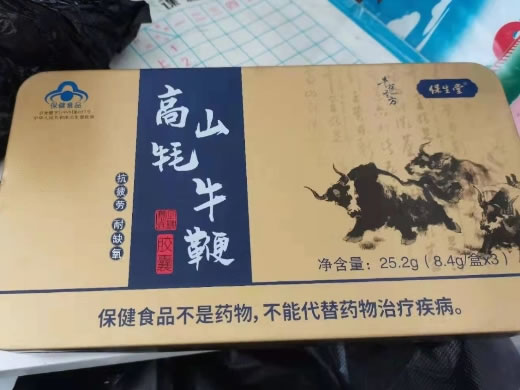 保健食品
高山牦牛鞭
胶囊
抗疲劳
耐缺氧
保生堂
净含量：25.2g（8.4g/盒x3）
保健食品不是药物，不能代替药物治疗疾病。